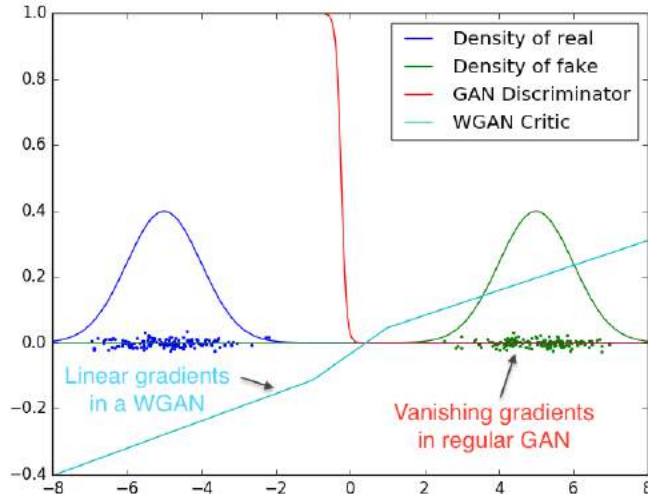 1.0
0.8
0.6
0.4
0.2
0.0
−0.2
−0.4
Density of real
Density of fake
GAN Discriminator
WGAN Critic
Linear gradients
in a WGAN
Vanishing gradients
in regular GAN
−8 −6 −4 −2 0 2 4 6 8